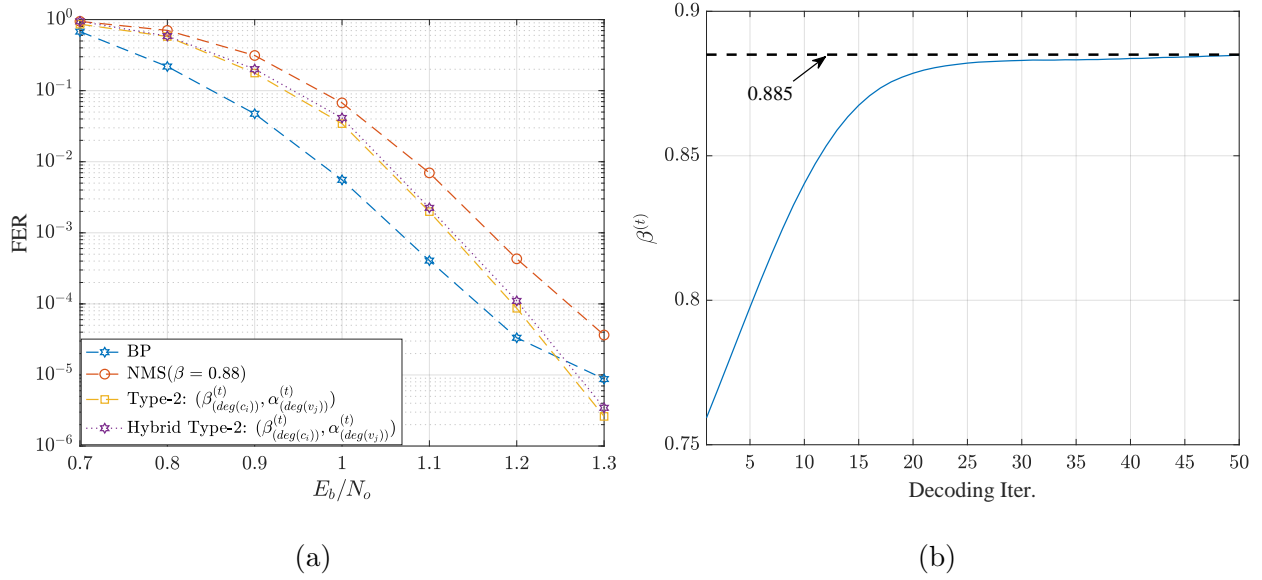 10^0
10^{-1}
10^{-2}
10^{-3}
10^{-4}
10^{-5}
10^{-6}
FER
BP
NMS(β = 0.88)
Type-2: (β^{(t)}_{(deg(c_i))}, α^{(t)}_{(deg(v_j))})
Hybrid Type-2: (β^{(t)}_{(deg(c_i))}, α^{(t)}_{(deg(v_j))})
0.7 0.8 0.9 1 1.1 1.2 1.3
E_b/N_o
(a)
0.9
0.85
0.8
0.75
β^{(t)}
0.885
5 10 15 20 25 30 35 40 45 50
Decoding Iter.
(b)